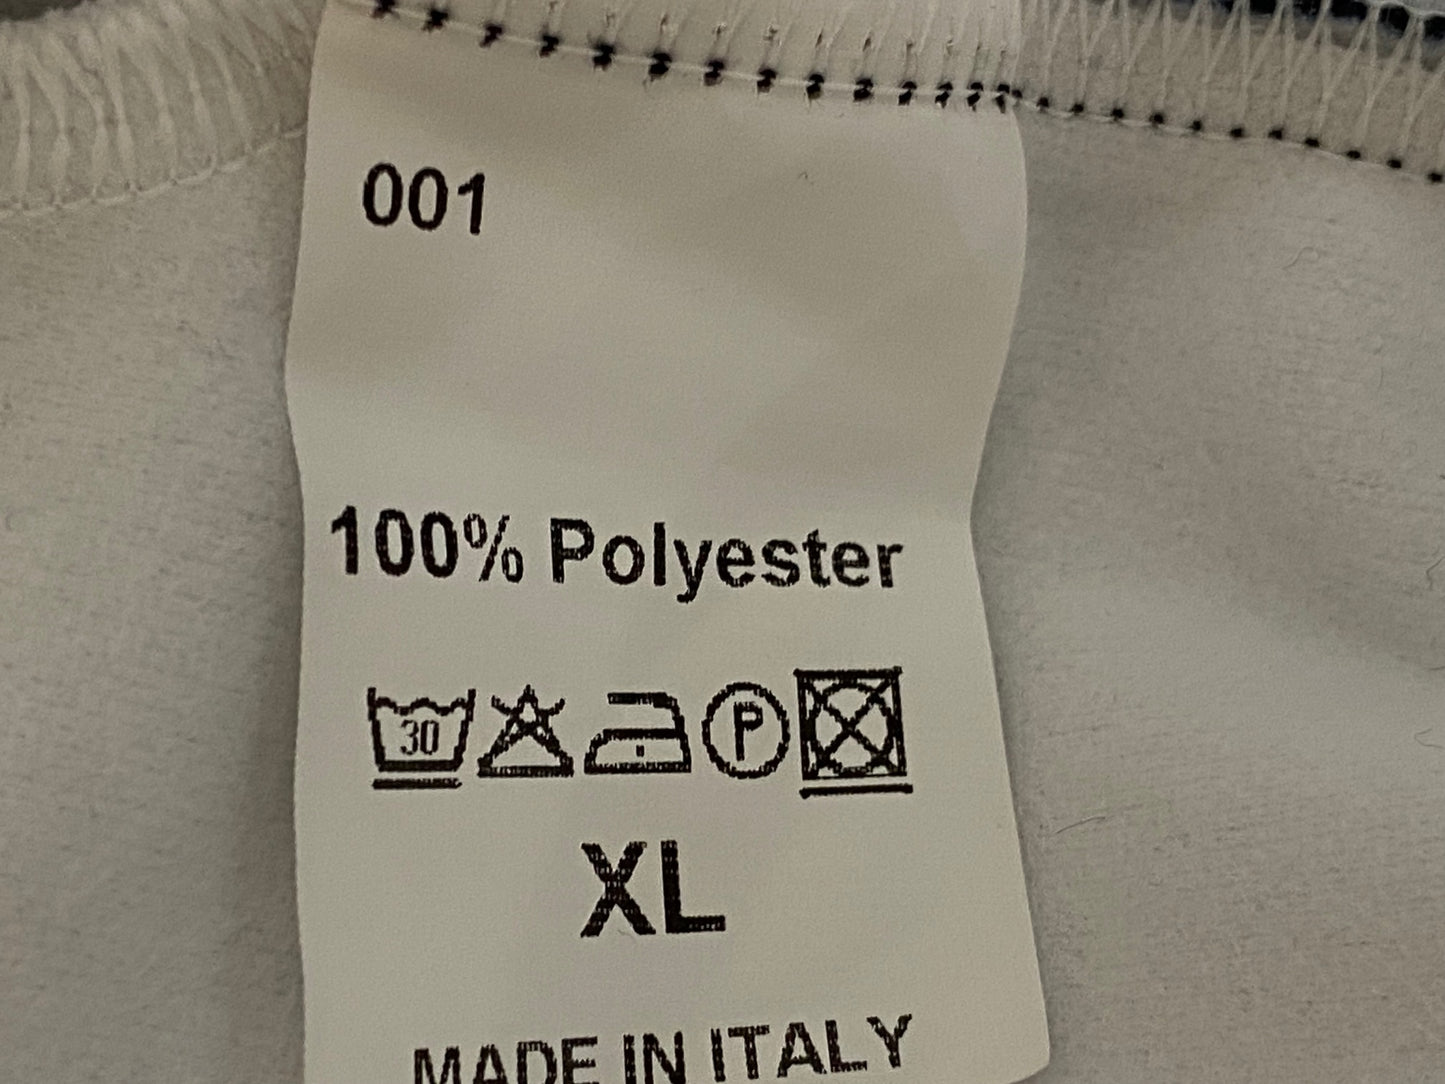 001
100% Polyester
30 P
XL
MADE IN ITALY